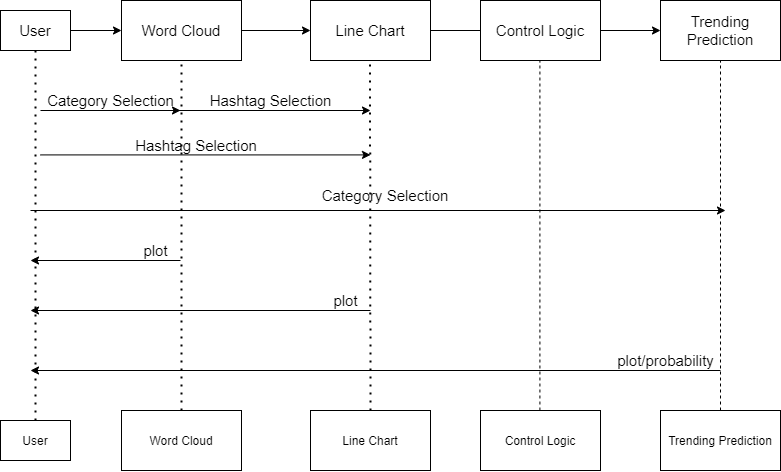 User
Word Cloud
Line Chart
Control Logic
Trending
Prediction
Category Selection
Hashtag Selection
Hashtag Selection
Category Selection
plot
plot
plot/probability
User
Word Cloud
Line Chart
Control Logic
Trending Prediction